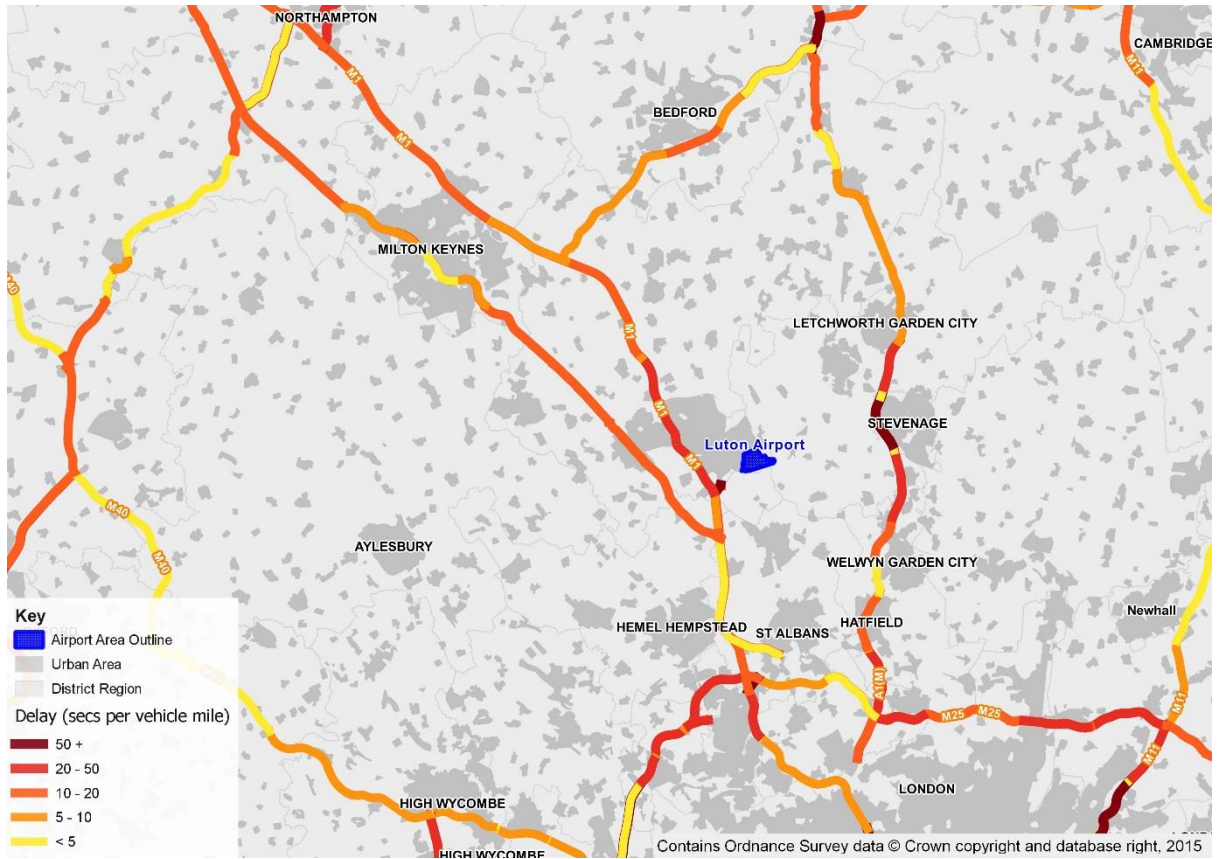 NORTHAMPTON
CAMBRIDGE
M1
M11
BEDFORD
M1
MILTON KEYNES
M40
LETCHWORTH GARDEN CITY
M1
M1
STEVENAGE
Luton Airport
M1
M40
AYLESBURY
M40
WELWYN GARDEN CITY
Newhall
HEMEL HEMPSTEAD
ST ALBANS
HATFIELD
A1(M)
M25
M25
M11
M11
LONDON
HIGH WYCOMBE
HIGH WYCOMBE
Key
Airport Area Outline
Urban Area
District Region
Delay (secs per vehicle mile)
50 +
20 - 50
10 - 20
5 - 10
< 5
Contains Ordnance Survey data © Crown copyright and database right, 2015